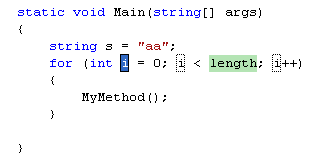 static void Main(string[] args)
{
    string s = "aa";
    for (int i = 0; i < length; i++)
    {
        MyMethod();
    }
}